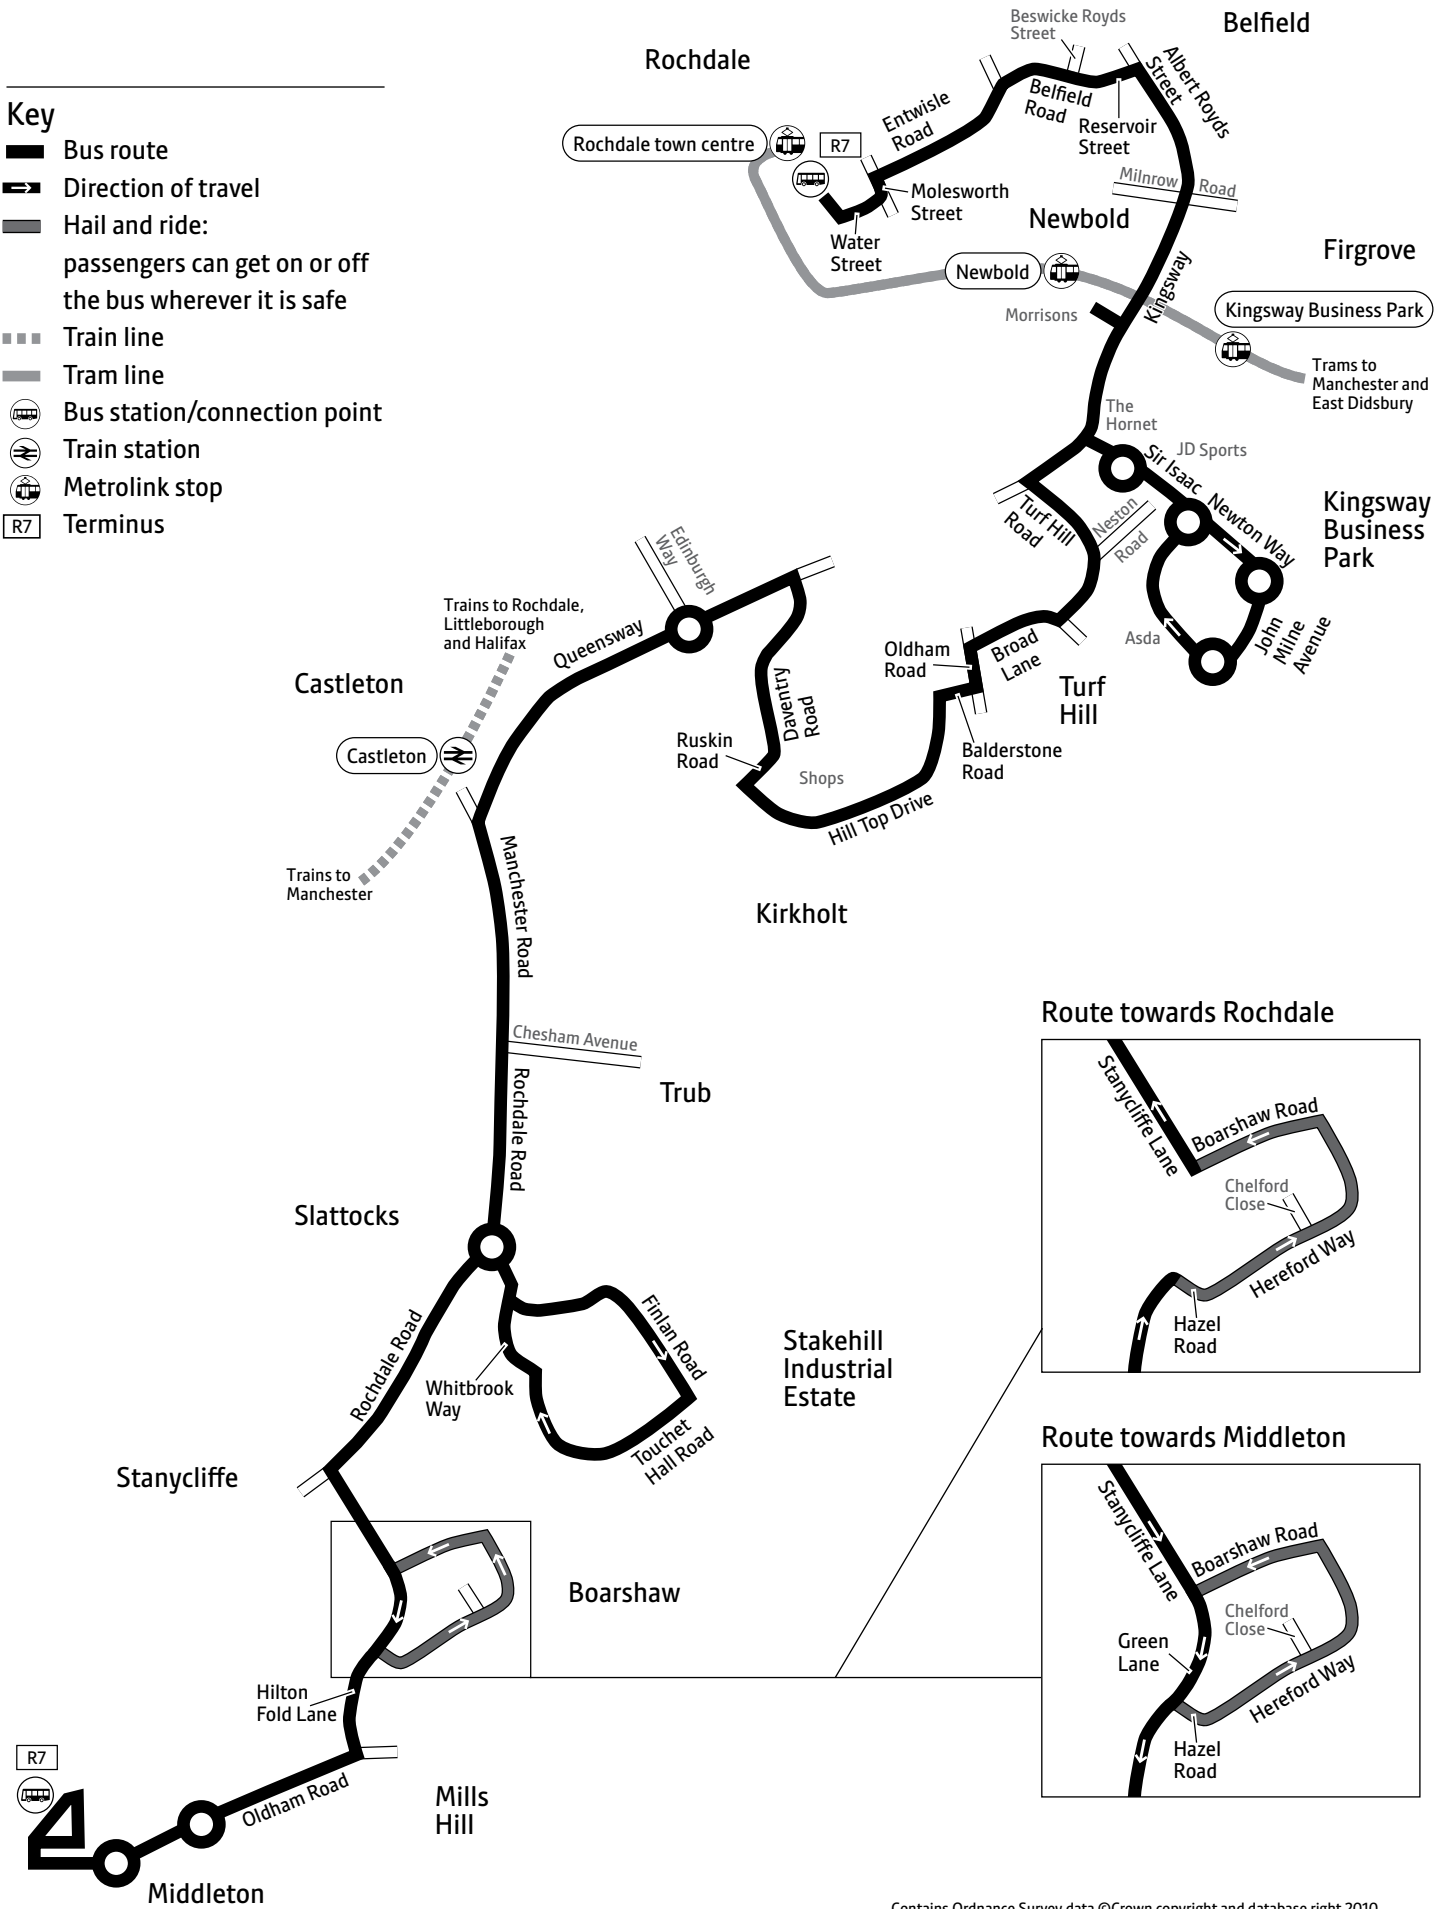 Key
Bus route
Direction of travel
Hail and ride:
passengers can get on or off
the bus wherever it is safe
Train line
Tram line
Bus station/connection point
Train station
Metrolink stop
R7
Terminus
Rochdale
Belfield
Beswicke Royds
Street
Albert Royds
Street
Entwisle
Road
Belfield
Road
Reservoir
Street
Rochdale town centre
R7
Molesworth
Street
Water
Street
Milnrow Road
Newbold
Firgrove
Newbold
Kingsway
Kingsway Business Park
Morrisons
Trams to
Manchester and
East Didsbury
The
Hornet
JD Sports
Sir Isaac
Newton Way
Kingsway
Business
Park
Turf Hill
Road
Neston
Road
Asda
John
Milne
Avenue
Edinburgh
Way
Trains to Rochdale,
Littleborough
and Halifax
Queensway
Oldham
Road
Broad
Lane
Turf
Hill
Castleton
Castleton
Daventry
Road
Ruskin
Road
Shops
Balderstone
Road
Hill Top Drive
Trains to
Manchester
Manchester Road
Kirkholt
Chesham Avenue
Trub
Rochdale Road
Slattocks
Finlan Road
Rochdale Road
Whitbrook
Way
Stakehill
Industrial
Estate
Touchet
Hall Road
Stanycliffe
Boarshaw
Hilton
Fold Lane
R7
Oldham Road
Mills
Hill
Middleton
Route towards Rochdale
Stanycliffe Lane
Boarshaw Road
Chelford
Close
Hereford Way
Hazel
Road
Route towards Middleton
Stanycliffe Lane
Boarshaw Road
Chelford
Close
Green
Lane
Hereford Way
Hazel
Road
Contains Ordnance Survey data ©Crown copyright and database right 2010